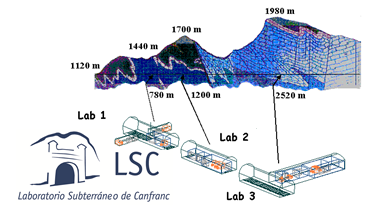 1980 m
1700 m
1440 m
1120 m
780 m
1200 m
2520 m
Lab 1
Lab 2
Lab 3
LSC
Laboratorio Subterráneo de Canfranc